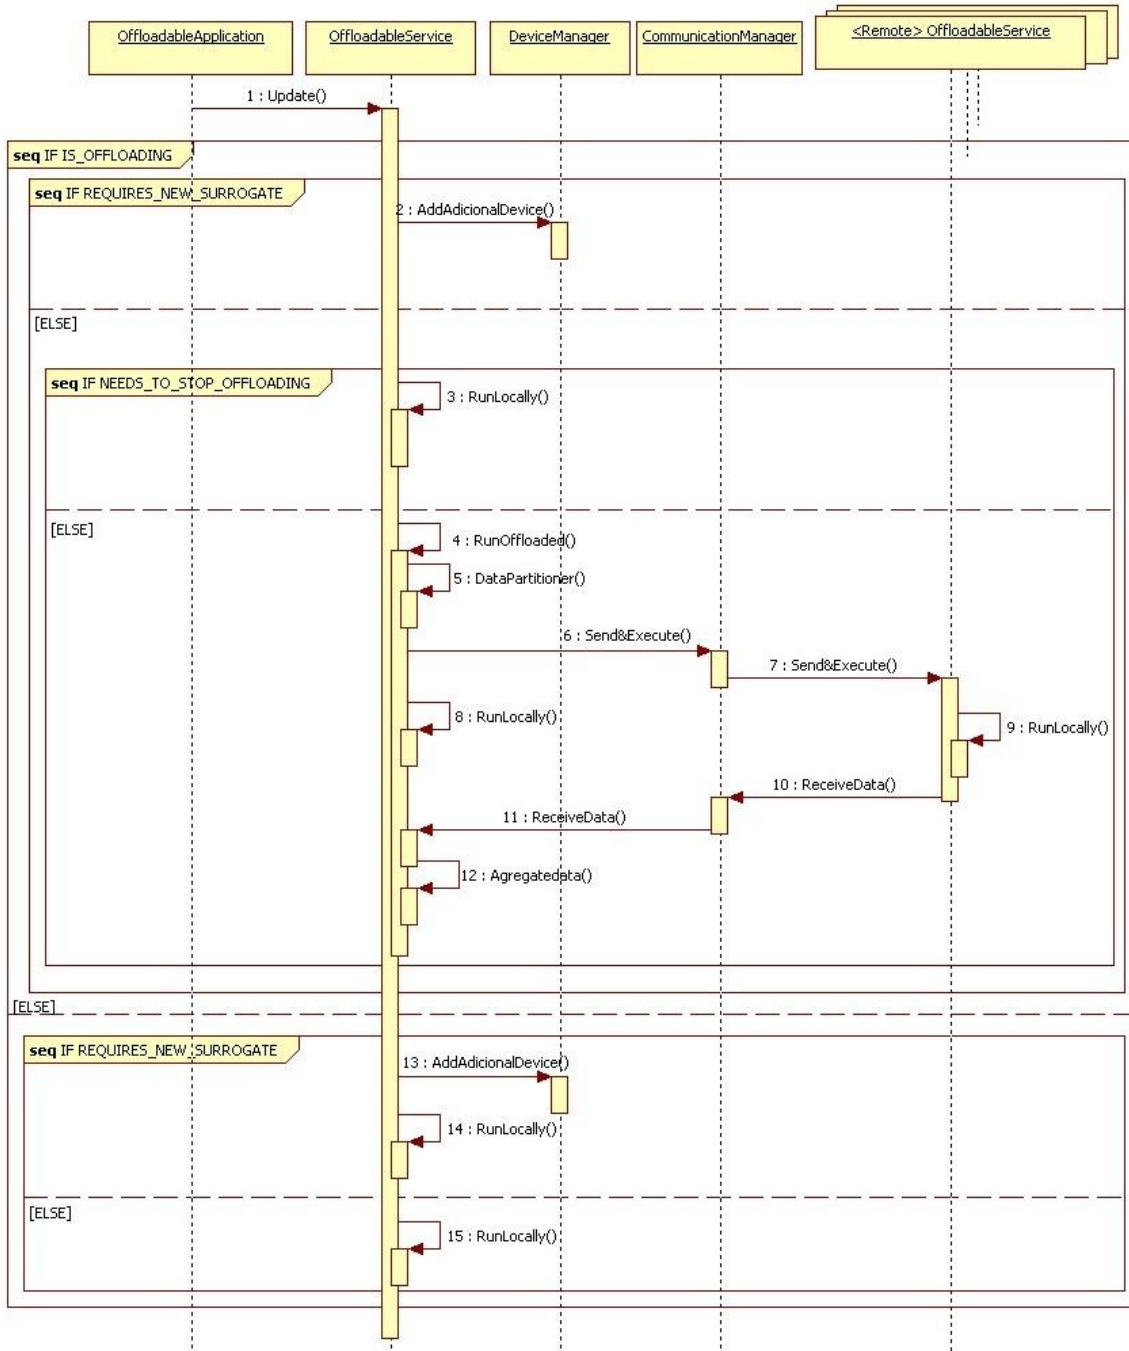 OffloadableApplication
OffloadableService
DeviceManager
CommunicationManager
<Remote> OffloadableService
1 : Update()
seq IF IS_OFFLOADING
seq IF REQUIRES_NEW_SURROGATE
2 : AddAdicionalDevice()
[ELSE]
seq IF NEEDS_TO_STOP_OFFLOADING
3 : RunLocally()
[ELSE]
4 : RunOffloaded()
5 : DataPartitioner()
6 : Send&Execute()
7 : Send&Execute()
8 : RunLocally()
9 : RunLocally()
10 : ReceiveData()
11 : ReceiveData()
12 : Agregatedata()
[ELSE]
seq IF REQUIRES_NEW_SURROGATE
13 : AddAdicionalDevice()
14 : RunLocally()
[ELSE]
15 : RunLocally()